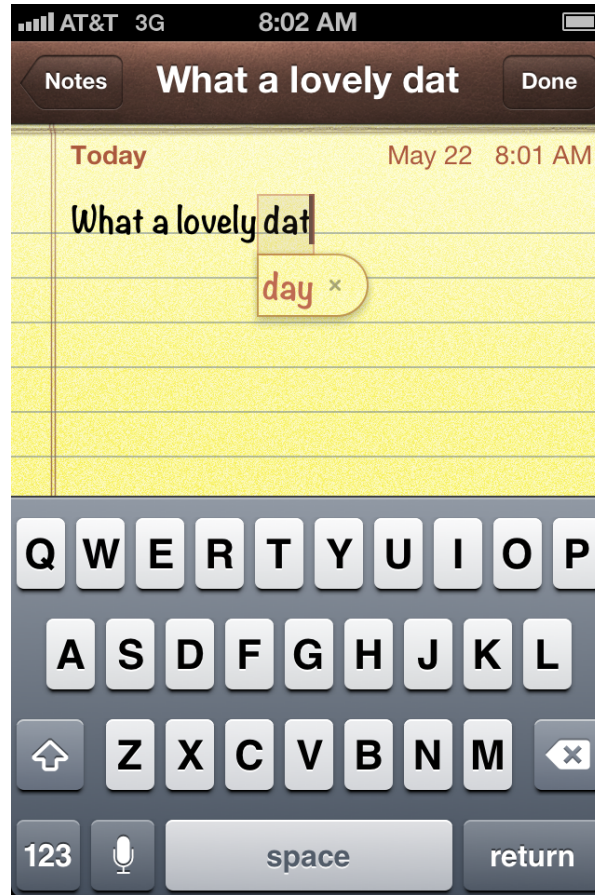 AT&T 3G 8:02 AM
Notes What a lovely dat Done
Today May 22 8:01 AM
What a lovely dat
day ×
Q W E R T Y U I O P
A S D F G H J K L
Z X C V B N M
123 space return